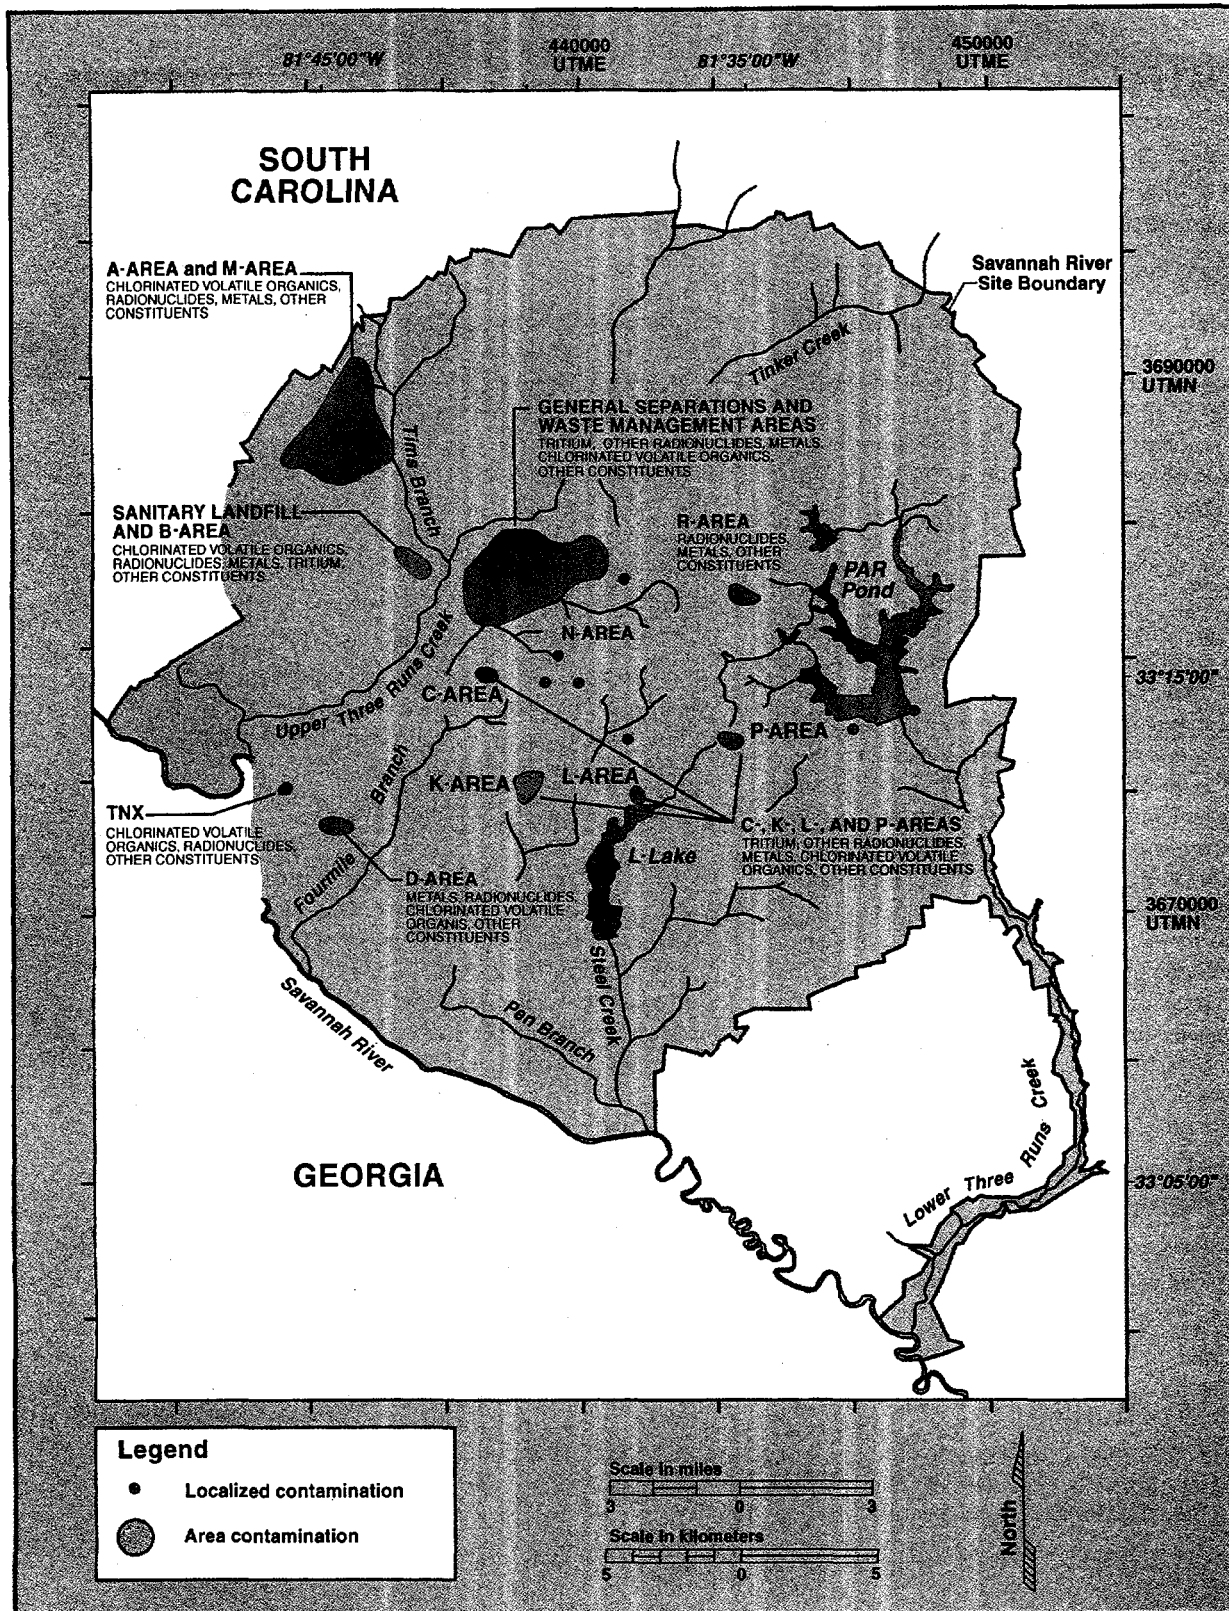 440000
UTME
450000
UTME
81°45'00"W
81°35'00"W
SOUTH
CAROLINA
A-AREA and M-AREA
CHLORINATED VOLATILE ORGANICS,
RADIONUCLIDES, METALS, OTHER
CONSTITUENTS
Savannah River
Site Boundary
Tinker Creek
3690000
UTMN
GENERAL SEPARATIONS AND
WASTE MANAGEMENT AREAS
TRITIUM, OTHER RADIONUCLIDES, METALS,
CHLORINATED VOLATILE ORGANICS,
OTHER CONSTITUENTS
Tims Branch
SANITARY LANDFILL
AND B-AREA
CHLORINATED VOLATILE ORGANICS,
RADIONUCLIDES, METALS, TRITIUM,
OTHER CONSTITUENTS
R-AREA
RADIONUCLIDES,
METALS, OTHER
CONSTITUENTS
PAR
Pond
N-AREA
C-AREA
33°15'00"
Upper Three Runs Creek
P-AREA
K-AREA
L-AREA
TNX
CHLORINATED VOLATILE
ORGANICS, RADIONUCLIDES,
OTHER CONSTITUENTS
C-, K-, L-, AND P-AREAS
TRITIUM, OTHER RADIONUCLIDES,
METALS, CHLORINATED VOLATILE
ORGANICS, OTHER CONSTITUENTS
L-Lake
Fourmile Branch
D-AREA
METALS, RADIONUCLIDES,
CHLORINATED VOLATILE
ORGANIS, OTHER
CONSTITUENTS
3670000
UTMN
Steel Creek
Pen Branch
Savannah River
Lower Three Runs Creek
GEORGIA
33°05'00"
Legend
Localized contamination
Area contamination
Scale in miles
3 0 3
Scale in kilometers
5 0 5
North